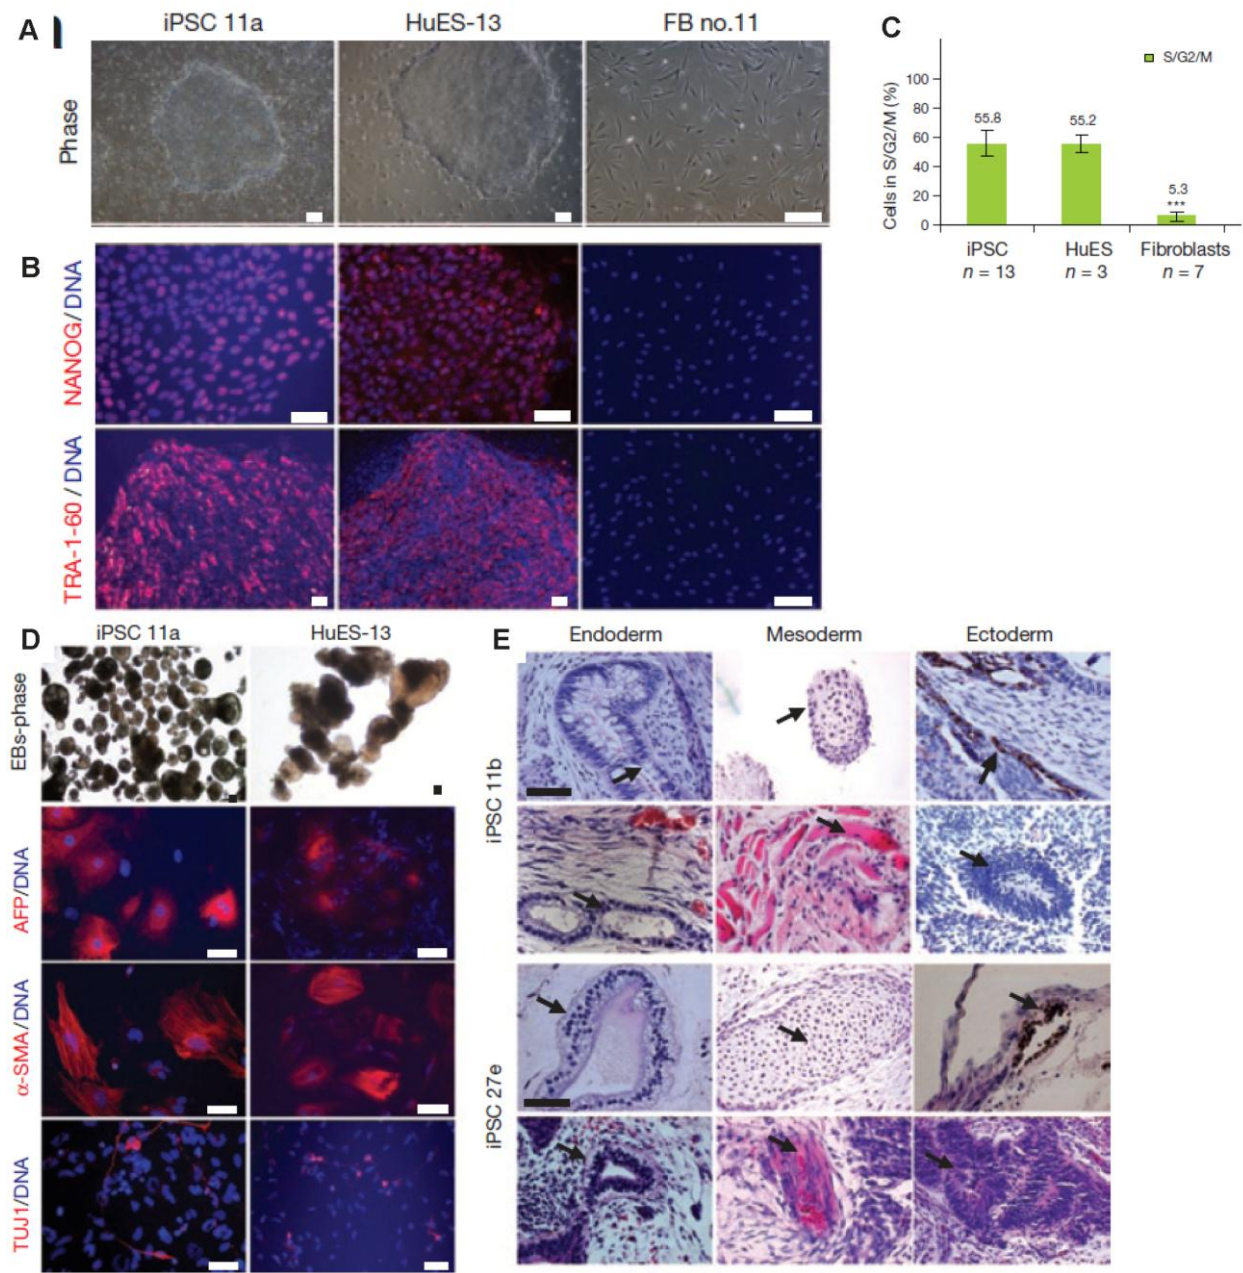 A
iPSC 11a
HuES-13
FB no.11
Phase
B
NANOG/DNA
TRA-1-60/DNA
C
S/G2/M
Cells in S/G2/M (%)
100
80
60
40
20
0
55.8
55.2
5.3
***
iPSC
n = 13
HuES
n = 3
Fibroblasts
n = 7
D
iPSC 11a
HuES-13
EBs-phase
AFP/DNA
α-SMA/DNA
TUJ1/DNA
E
Endoderm
Mesoderm
Ectoderm
iPSC 11b
iPSC 27e